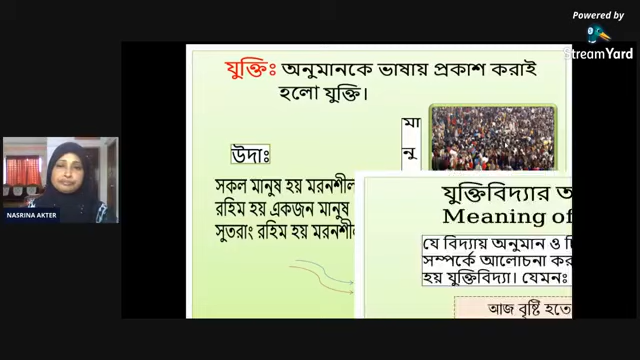 Powered by
StreamYard
যুক্তিঃ অনুমানকে ভাষায় প্রকাশ করাই
হলো যুক্তি।
মা
নু
উদাঃ
সকল মানুষ হয় মরনশীল
রহিম হয় একজন মানুষ
সুতরাং রহিম হয় মরনশীল
যুক্তিবিদ্যার
Meaning of
যে বিদ্যায় অনুমান ও
সম্পর্কে আলোচনা কর
হয় যুক্তিবিদ্যা। যেমনঃ
আজ বৃষ্টি হতে
NASRINA AKTER